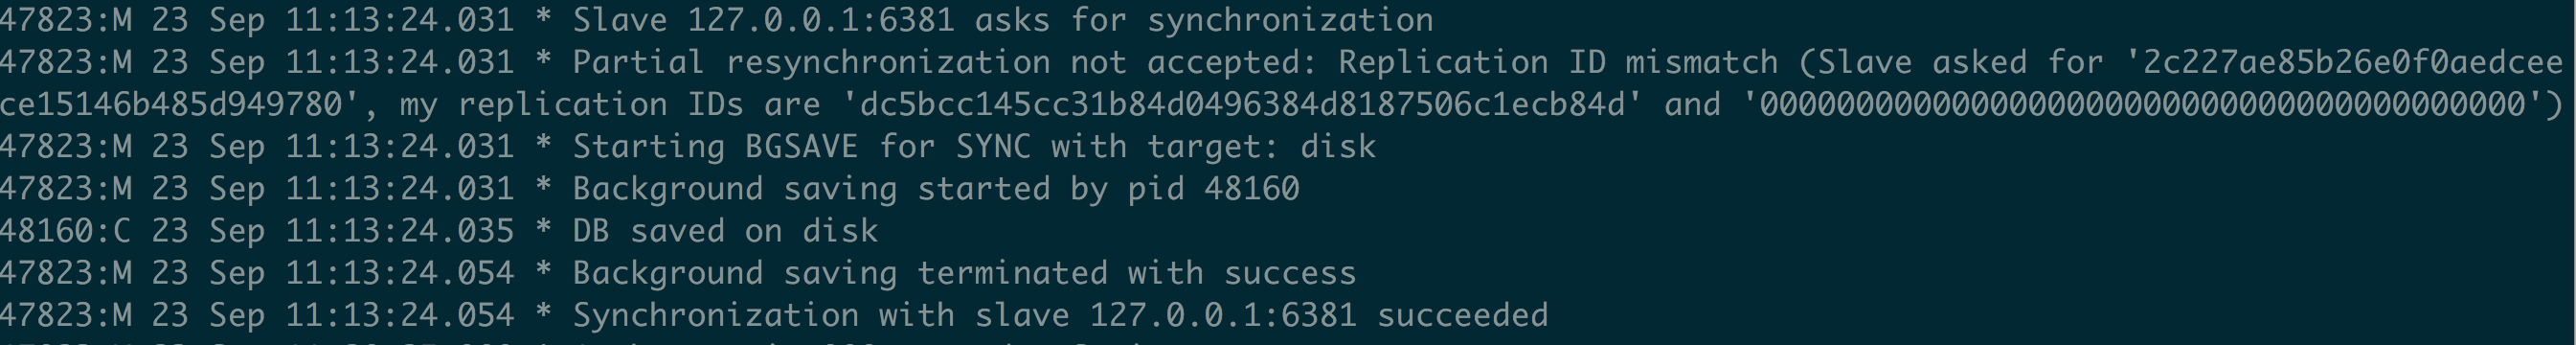 47823:M 23 Sep 11:13:24.031 * Slave 127.0.0.1:6381 asks for synchronization
47823:M 23 Sep 11:13:24.031 * Partial resynchronization not accepted: Replication ID mismatch (Slave asked for '2c227ae85b26e0f0aedcee
ce15146b485d949780', my replication IDs are 'dc5bcc145cc31b84d0496384d8187506c1ecb84d' and '0000000000000000000000000000000000000000')
47823:M 23 Sep 11:13:24.031 * Starting BGSAVE for SYNC with target: disk
47823:M 23 Sep 11:13:24.031 * Background saving started by pid 48160
48160:C 23 Sep 11:13:24.035 * DB saved on disk
47823:M 23 Sep 11:13:24.054 * Background saving terminated with success
47823:M 23 Sep 11:13:24.054 * Synchronization with slave 127.0.0.1:6381 succeeded